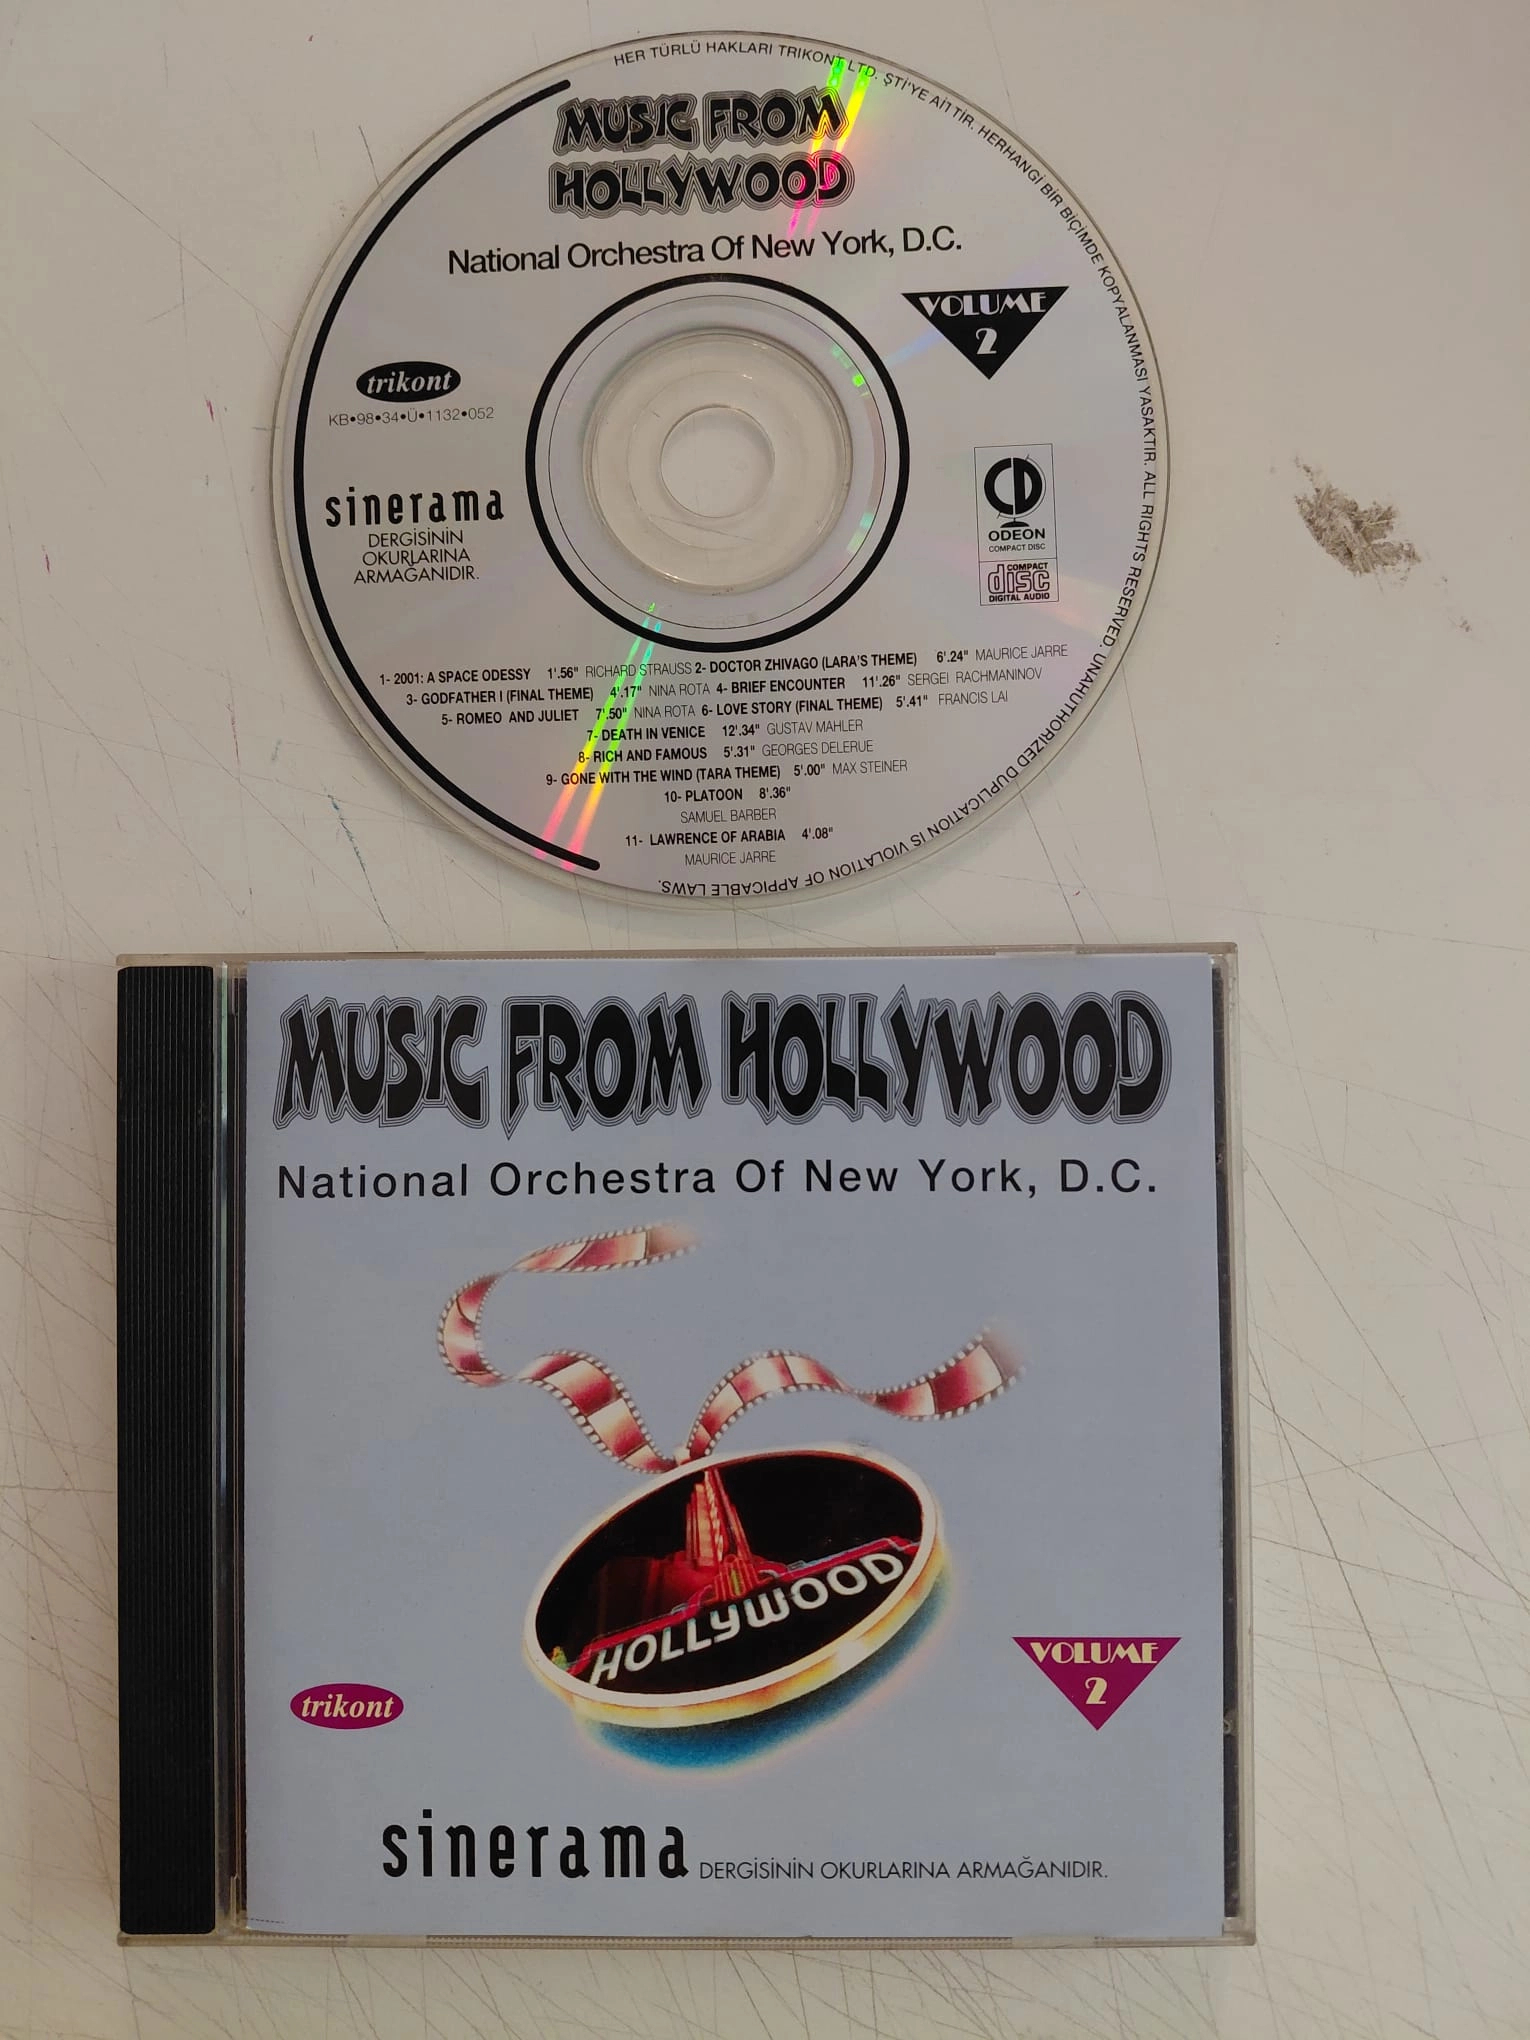 HER TÜRLÜ HAKLARI TRIKONT LTD. ŞTİ'YE AİTTİR. HERHANGİ BİR BİÇİMDE KOPYALANMASI YASAKTIR. ALL RIGHTS RESERVED. UNAHUTHORIZED DUPLICATION IS VIOLATION OF APPICABLE LAWS.
MUSIC FROM
HOLLYWOOD
National Orchestra Of New York, D.C.
VOLUME
2
trikont
KB•98•34•Ü•1132•052
sinerama
DERGİSİNİN
OKURLARINA
ARMAĞANIDIR.
CD
ODEON
COMPACT DISC
COMPACT
disc
DIGITAL AUDIO
1- 2001: A SPACE ODESSY 1'.56" RICHARD STRAUSS 2- DOCTOR ZHIVAGO (LARA'S THEME) 6'.24" MAURICE JARRE
3- GODFATHER I (FINAL THEME) 4'.17" NINA ROTA 4- BRIEF ENCOUNTER 11'.26" SERGEI RACHMANINOV
5- ROMEO AND JULIET 7'.50" NINA ROTA 6- LOVE STORY (FINAL THEME) 5'.41" FRANCIS LAI
7- DEATH IN VENICE 12'.34" GUSTAV MAHLER
8- RICH AND FAMOUS 5'.31" GEORGES DELERUE
9- GONE WITH THE WIND (TARA THEME) 5'.00" MAX STEINER
10- PLATOON 8'.36"
SAMUEL BARBER
11- LAWRENCE OF ARABIA 4'.08"
MAURICE JARRE
MUSIC FROM HOLLYWOOD
National Orchestra Of New York, D.C.
HOLLYWOOD
VOLUME
2
trikont
sinerama DERGİSİNİN OKURLARINA ARMAĞANIDIR.